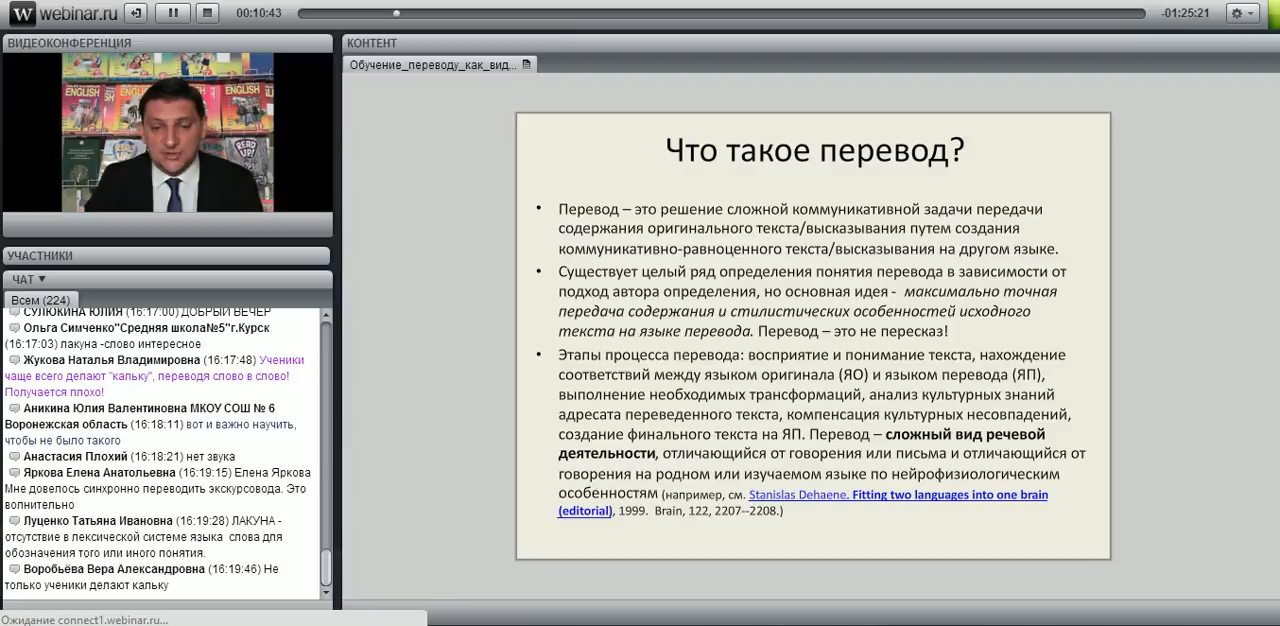 W webinar.ru
00:10:43
-01:25:21
ВИДЕОКОНФЕРЕНЦИЯ
ENGLISH
ENGLISH
ENGLISH
READ UP!
УЧАСТНИКИ
ЧАТ ▼
Всем (224)
СУЛЮКИНА ЮЛИЯ (16:17:00) ДОБРЫЙ ВЕЧЕР
Ольга Симченко"Средняя школа№5"г.Курск
(16:17:03) лакуна -слово интересное
Жукова Наталья Владимировна (16:17:48) Ученики
чаще всего делают "кальку", переводя слово в слово!
Получается плохо!
Аникина Юлия Валентиновна МКОУ СОШ № 6
Воронежская область (16:18:11) вот и важно научить,
чтобы не было такого
Анастасия Плохий (16:18:21) нет звука
Яркова Елена Анатольевна (16:19:15) Елена Яркова
Мне довелось синхронно переводить экскурсовода. Это
волнительно
Луценко Татьяна Ивановна (16:19:28) ЛАКУНА -
отсутствие в лексической системе языка слова для
обозначения того или иного понятия.
Воробьёва Вера Александровна (16:19:46) Не
только ученики делают кальку
Ожидание connect1.webinar.ru...
КОНТЕНТ
Обучение_переводу_как_вид...
Что такое перевод?
• Перевод – это решение сложной коммуникативной задачи передачи
содержания оригинального текста/высказывания путем создания
коммуникативно-равноценного текста/высказывания на другом языке.
• Существует целый ряд определения понятия перевода в зависимости от
подход автора определения, но основная идея - максимально точная
передача содержания и стилистических особенностей исходного
текста на языке перевода. Перевод – это не пересказ!
• Этапы процесса перевода: восприятие и понимание текста, нахождение
соответствий между языком оригинала (ЯО) и языком перевода (ЯП),
выполнение необходимых трансформаций, анализ культурных знаний
адресата переведенного текста, компенсация культурных несовпадений,
создание финального текста на ЯП. Перевод – сложный вид речевой
деятельности, отличающийся от говорения или письма и отличающийся от
говорения на родном или изучаемом языке по нейрофизиологическим
особенностям (например, см. Stanislas Dehaene. Fitting two languages into one brain
(editorial), 1999. Brain, 122, 2207--2208.)